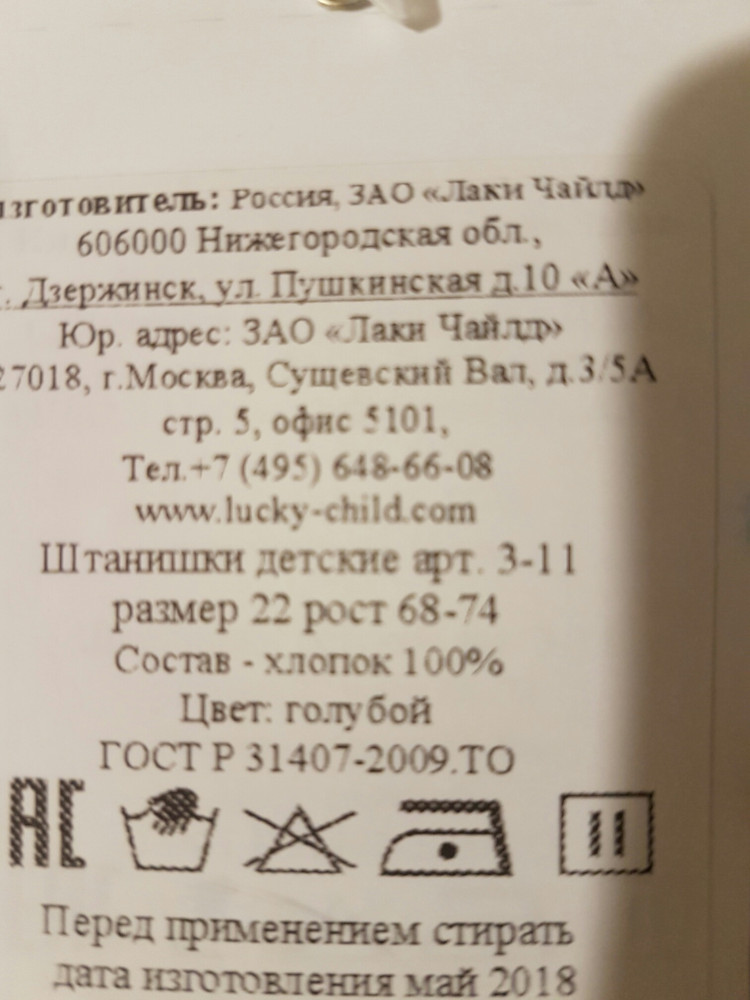 изготовитель: Россия, ЗАО «Лаки Чайлд»
606000 Нижегородская обл.,
г. Дзержинск, ул. Пушкинская д.10 «А»
Юр. адрес: ЗАО «Лаки Чайлд»
27018, г.Москва, Сущевский Вал, д.3/5А
стр. 5, офис 5101,
Тел.+7 (495) 648-66-08
www.lucky-child.com
Штанишки детские арт. 3-11
размер 22 рост 68-74
Состав - хлопок 100%
Цвет: голубой
ГОСТ Р 31407-2009.ТО
ЕАС
Перед применением стирать
дата изготовления май 2018